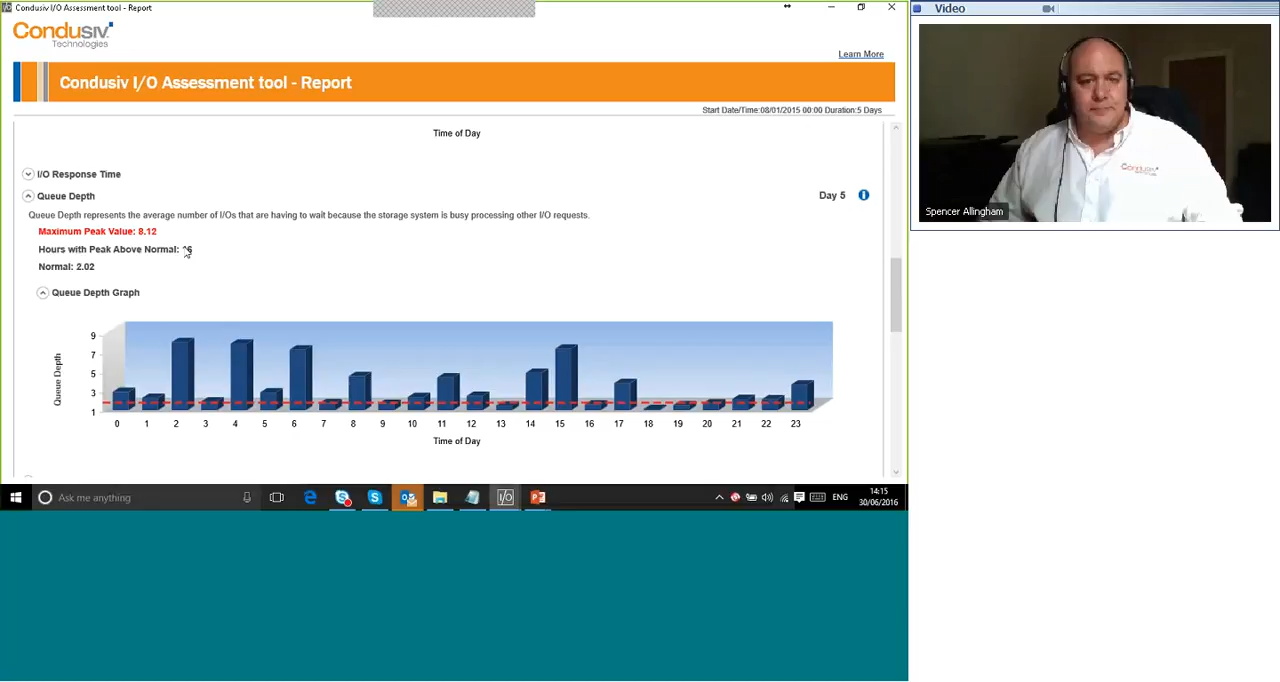 Condusiv I/O Assessment tool - Report
Condusiv
Technologies
Learn More
Condusiv I/O Assessment tool - Report
Start Date/Time:08/01/2015 00:00 Duration:5 Days
Time of Day
I/O Response Time
Queue Depth
Day 5
Queue Depth represents the average number of I/Os that are having to wait because the storage system is busy processing other I/O requests.
Maximum Peak Value: 8.12
Hours with Peak Above Normal:
Normal: 2.02
Queue Depth Graph
9
7
5
3
1
Queue Depth
0 1 2 3 4 5 6 7 8 9 10 11 12 13 14 15 16 17 18 19 20 21 22 23
Time of Day
Ask me anything
I/O
ENG
14:15
30/06/2016
Video
Condusiv
Spencer Allingham